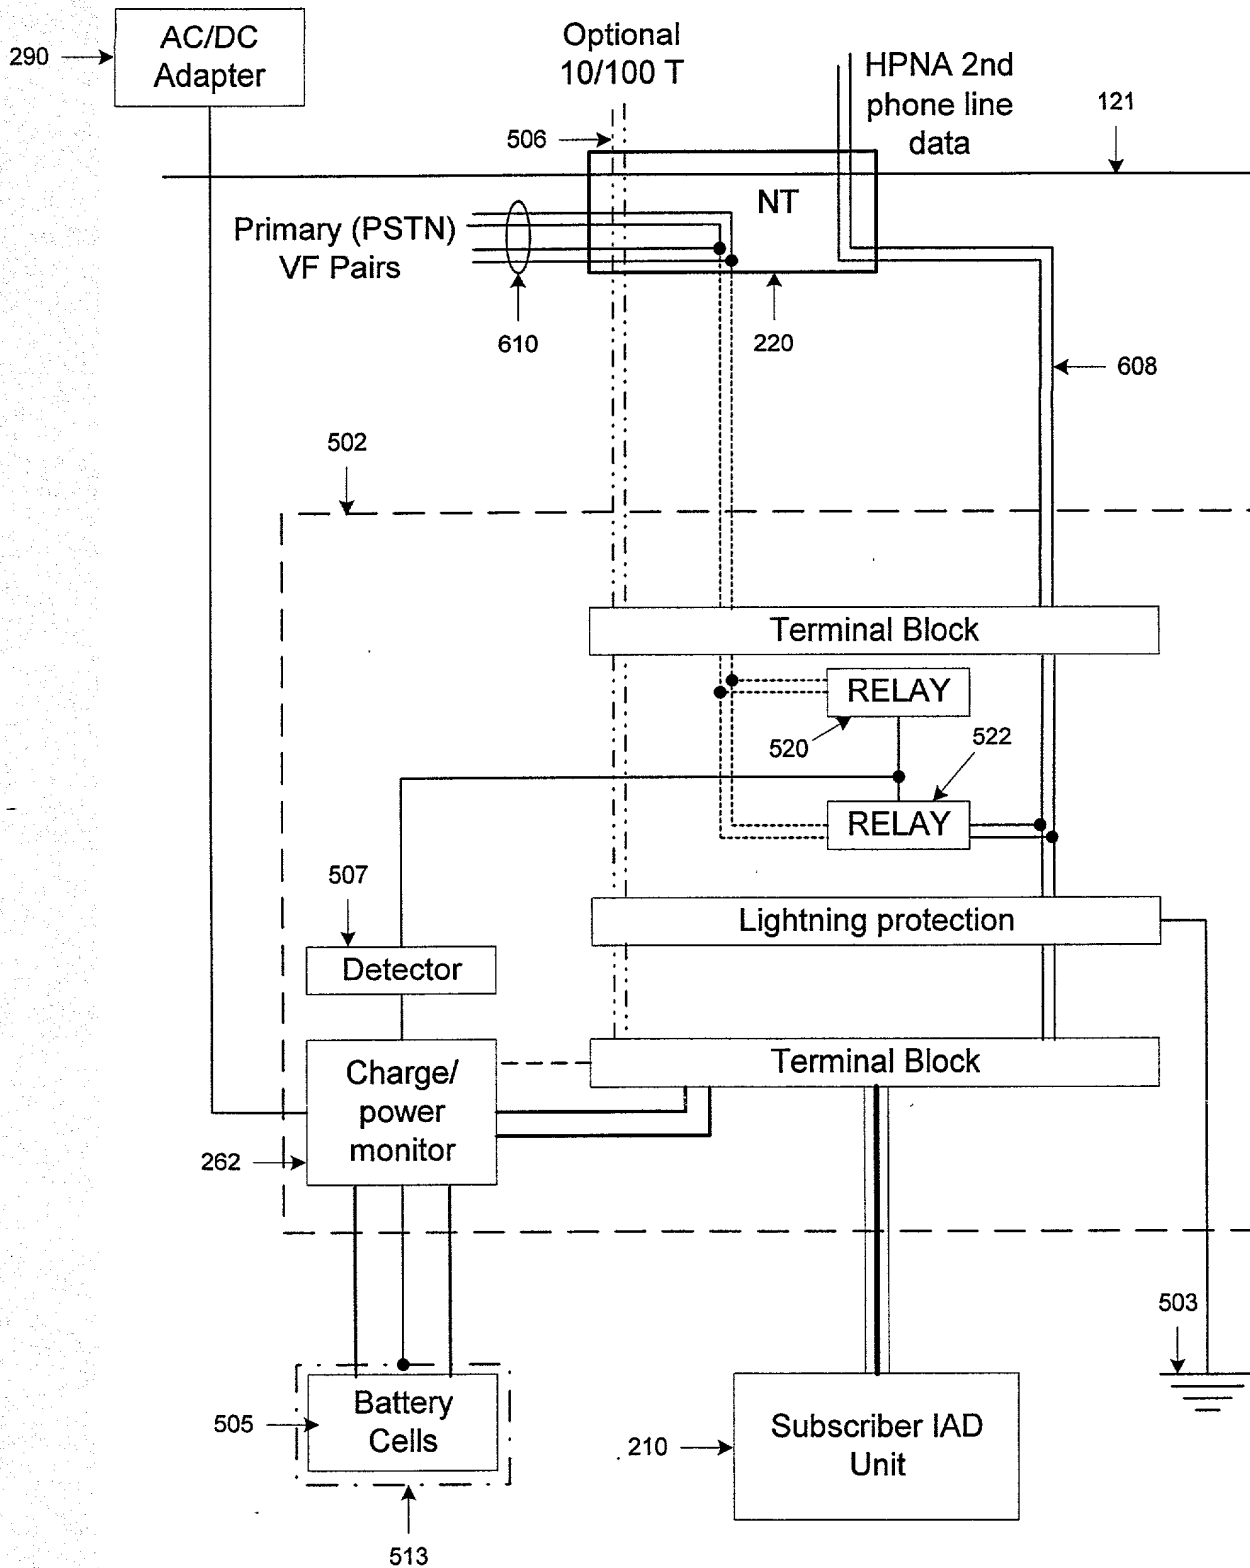 AC/DC
Adapter
290
Optional
10/100 T
HPNA 2nd
phone line
data
121
506
NT
Primary (PSTN)
VF Pairs
610
220
608
502
Terminal Block
RELAY
520
522
RELAY
507
Lightning protection
Detector
Terminal Block
Charge/
power
monitor
262
503
Battery
Cells
505
Subscriber IAD
Unit
210
513